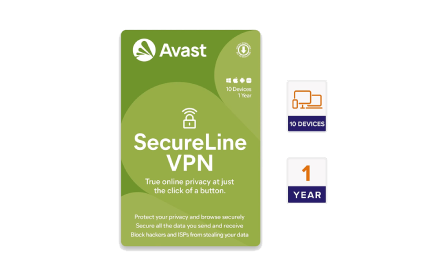 Avast
10 Devices
1 Year
SecureLine
VPN
True online privacy at just
the click of a button.
Protect your privacy and browse securely
Secure all the data you send and receive
Block hackers and ISPs from stealing your data
10 DEVICES
1
YEAR